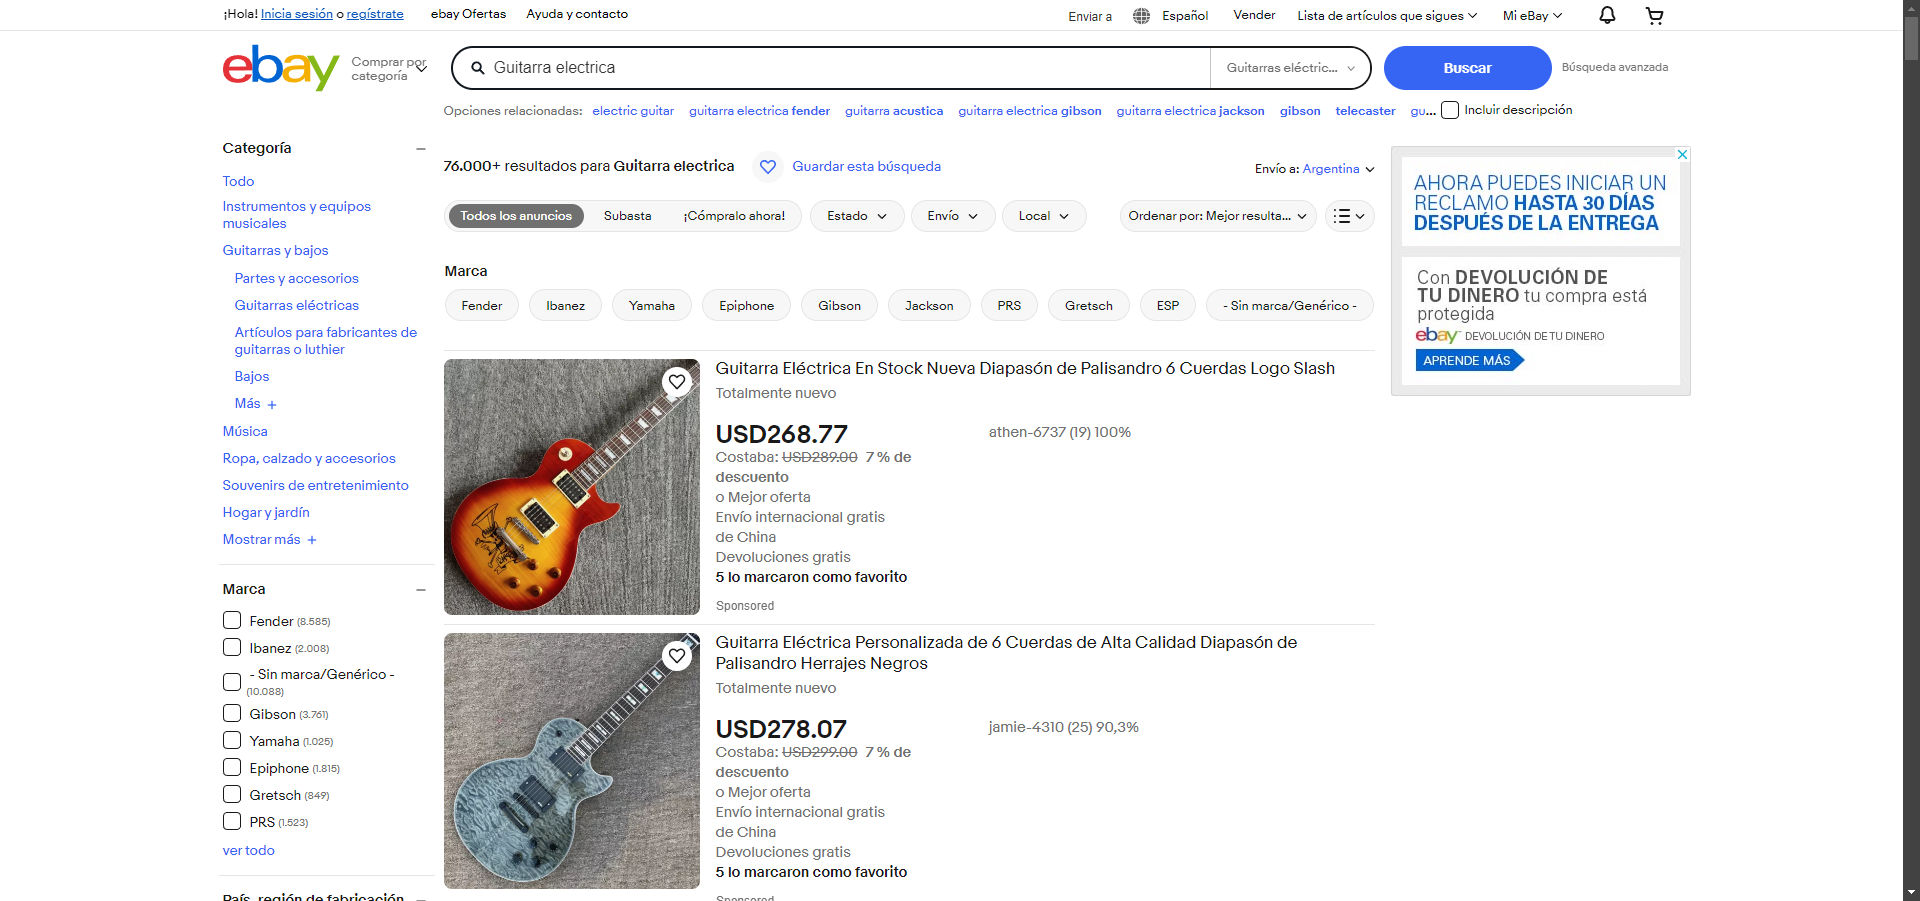 ¡Hola! Inicia sesión o regístrate
ebay Ofertas
Ayuda y contacto
Enviar a
Español
Vender
Lista de artículos que sigues
Mi eBay
ebay
Comprar por
categoría
Guitarra electrica
Guitarras eléctric...
Buscar
Búsqueda avanzada
Opciones relacionadas: electric guitar guitarra electrica fender guitarra acustica guitarra electrica gibson guitarra electrica jackson gibson telecaster gu...
Incluir descripción
Categoría
Todo
Instrumentos y equipos
musicales
Guitarras y bajos
Partes y accesorios
Guitarras eléctricas
Artículos para fabricantes de
guitarras o luthier
Bajos
Más +
Música
Ropa, calzado y accesorios
Souvenirs de entretenimiento
Hogar y jardín
Mostrar más +
Marca
Fender (8.585)
Ibanez (2.008)
- Sin marca/Genérico -
(10.088)
Gibson (3.761)
Yamaha (1.025)
Epiphone (1.815)
Gretsch (849)
PRS (1.523)
ver todo
País, región de fabricación
76.000+ resultados para Guitarra electrica
Guardar esta búsqueda
Envío a: Argentina
Todos los anuncios
Subasta
¡Cómpralo ahora!
Estado
Envío
Local
Ordenar por: Mejor resulta...
Marca
Fender
Ibanez
Yamaha
Epiphone
Gibson
Jackson
PRS
Gretsch
ESP
- Sin marca/Genérico -
Guitarra Eléctrica En Stock Nueva Diapasón de Palisandro 6 Cuerdas Logo Slash
Totalmente nuevo
USD268.77
athen-6737 (19) 100%
Costaba: USD289.00 7 % de
descuento
o Mejor oferta
Envío internacional gratis
de China
Devoluciones gratis
5 lo marcaron como favorito
Sponsored
Guitarra Eléctrica Personalizada de 6 Cuerdas de Alta Calidad Diapasón de
Palisandro Herrajes Negros
Totalmente nuevo
USD278.07
jamie-4310 (25) 90,3%
Costaba: USD299.00 7 % de
descuento
o Mejor oferta
Envío internacional gratis
de China
Devoluciones gratis
5 lo marcaron como favorito
Sponsored
AHORA PUEDES INICIAR UN
RECLAMO HASTA 30 DÍAS
DESPUÉS DE LA ENTREGA
Con DEVOLUCIÓN DE
TU DINERO tu compra está
protegida
ebay DEVOLUCIÓN DE TU DINERO
APRENDE MÁS